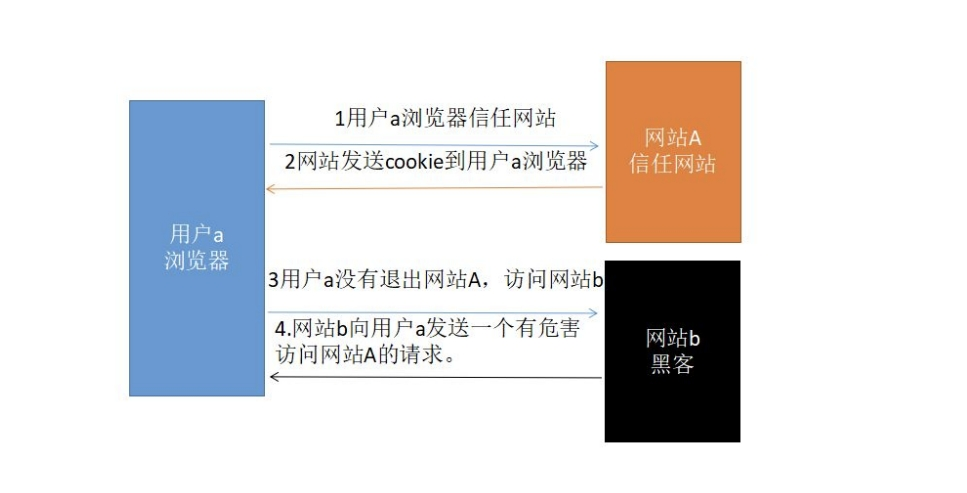 1用户a浏览器信任网站
2网站发送cookie到用户a浏览器
网站A
信任网站
用户a
浏览器
3用户a没有退出网站A，访问网站b
4.网站b向用户a发送一个有危害
访问网站A的请求。
网站b
黑客